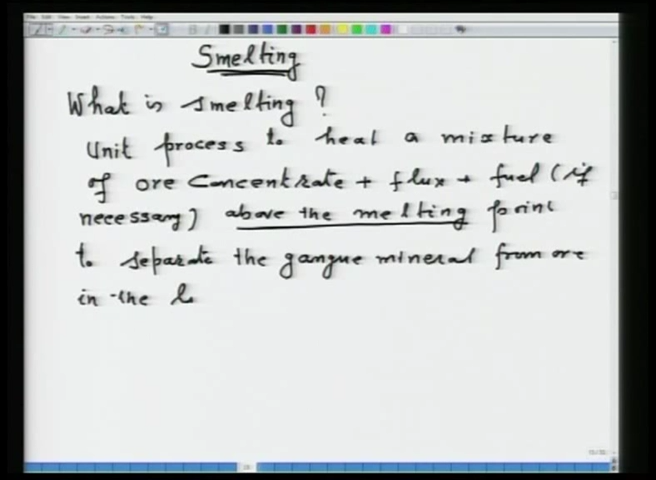 Smelting
What is smelting ?
Unit process to heat a mixture
of ore concentrate + flux + fuel (if
necessary) above the melting point
to separate the gangue mineral from ore
in the l